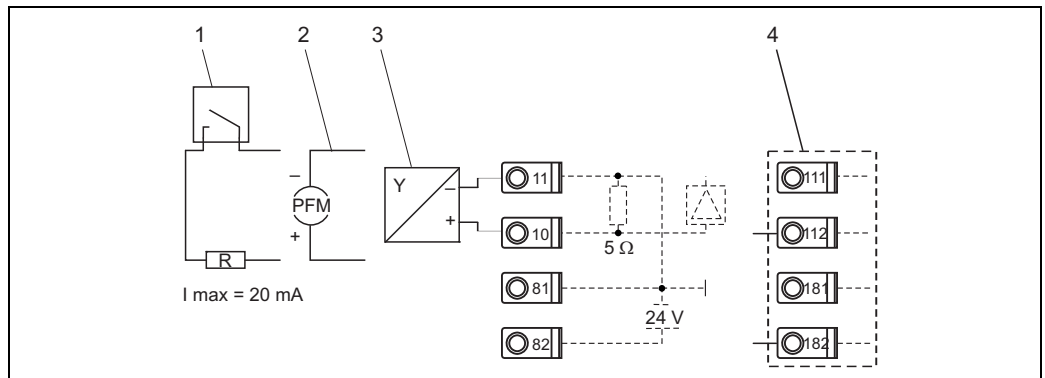 1 2 3 4
Y
– – 11 111
PFM
+ + 10 112
5 Ω
R
81 181
I max = 20 mA
24 V
82 182